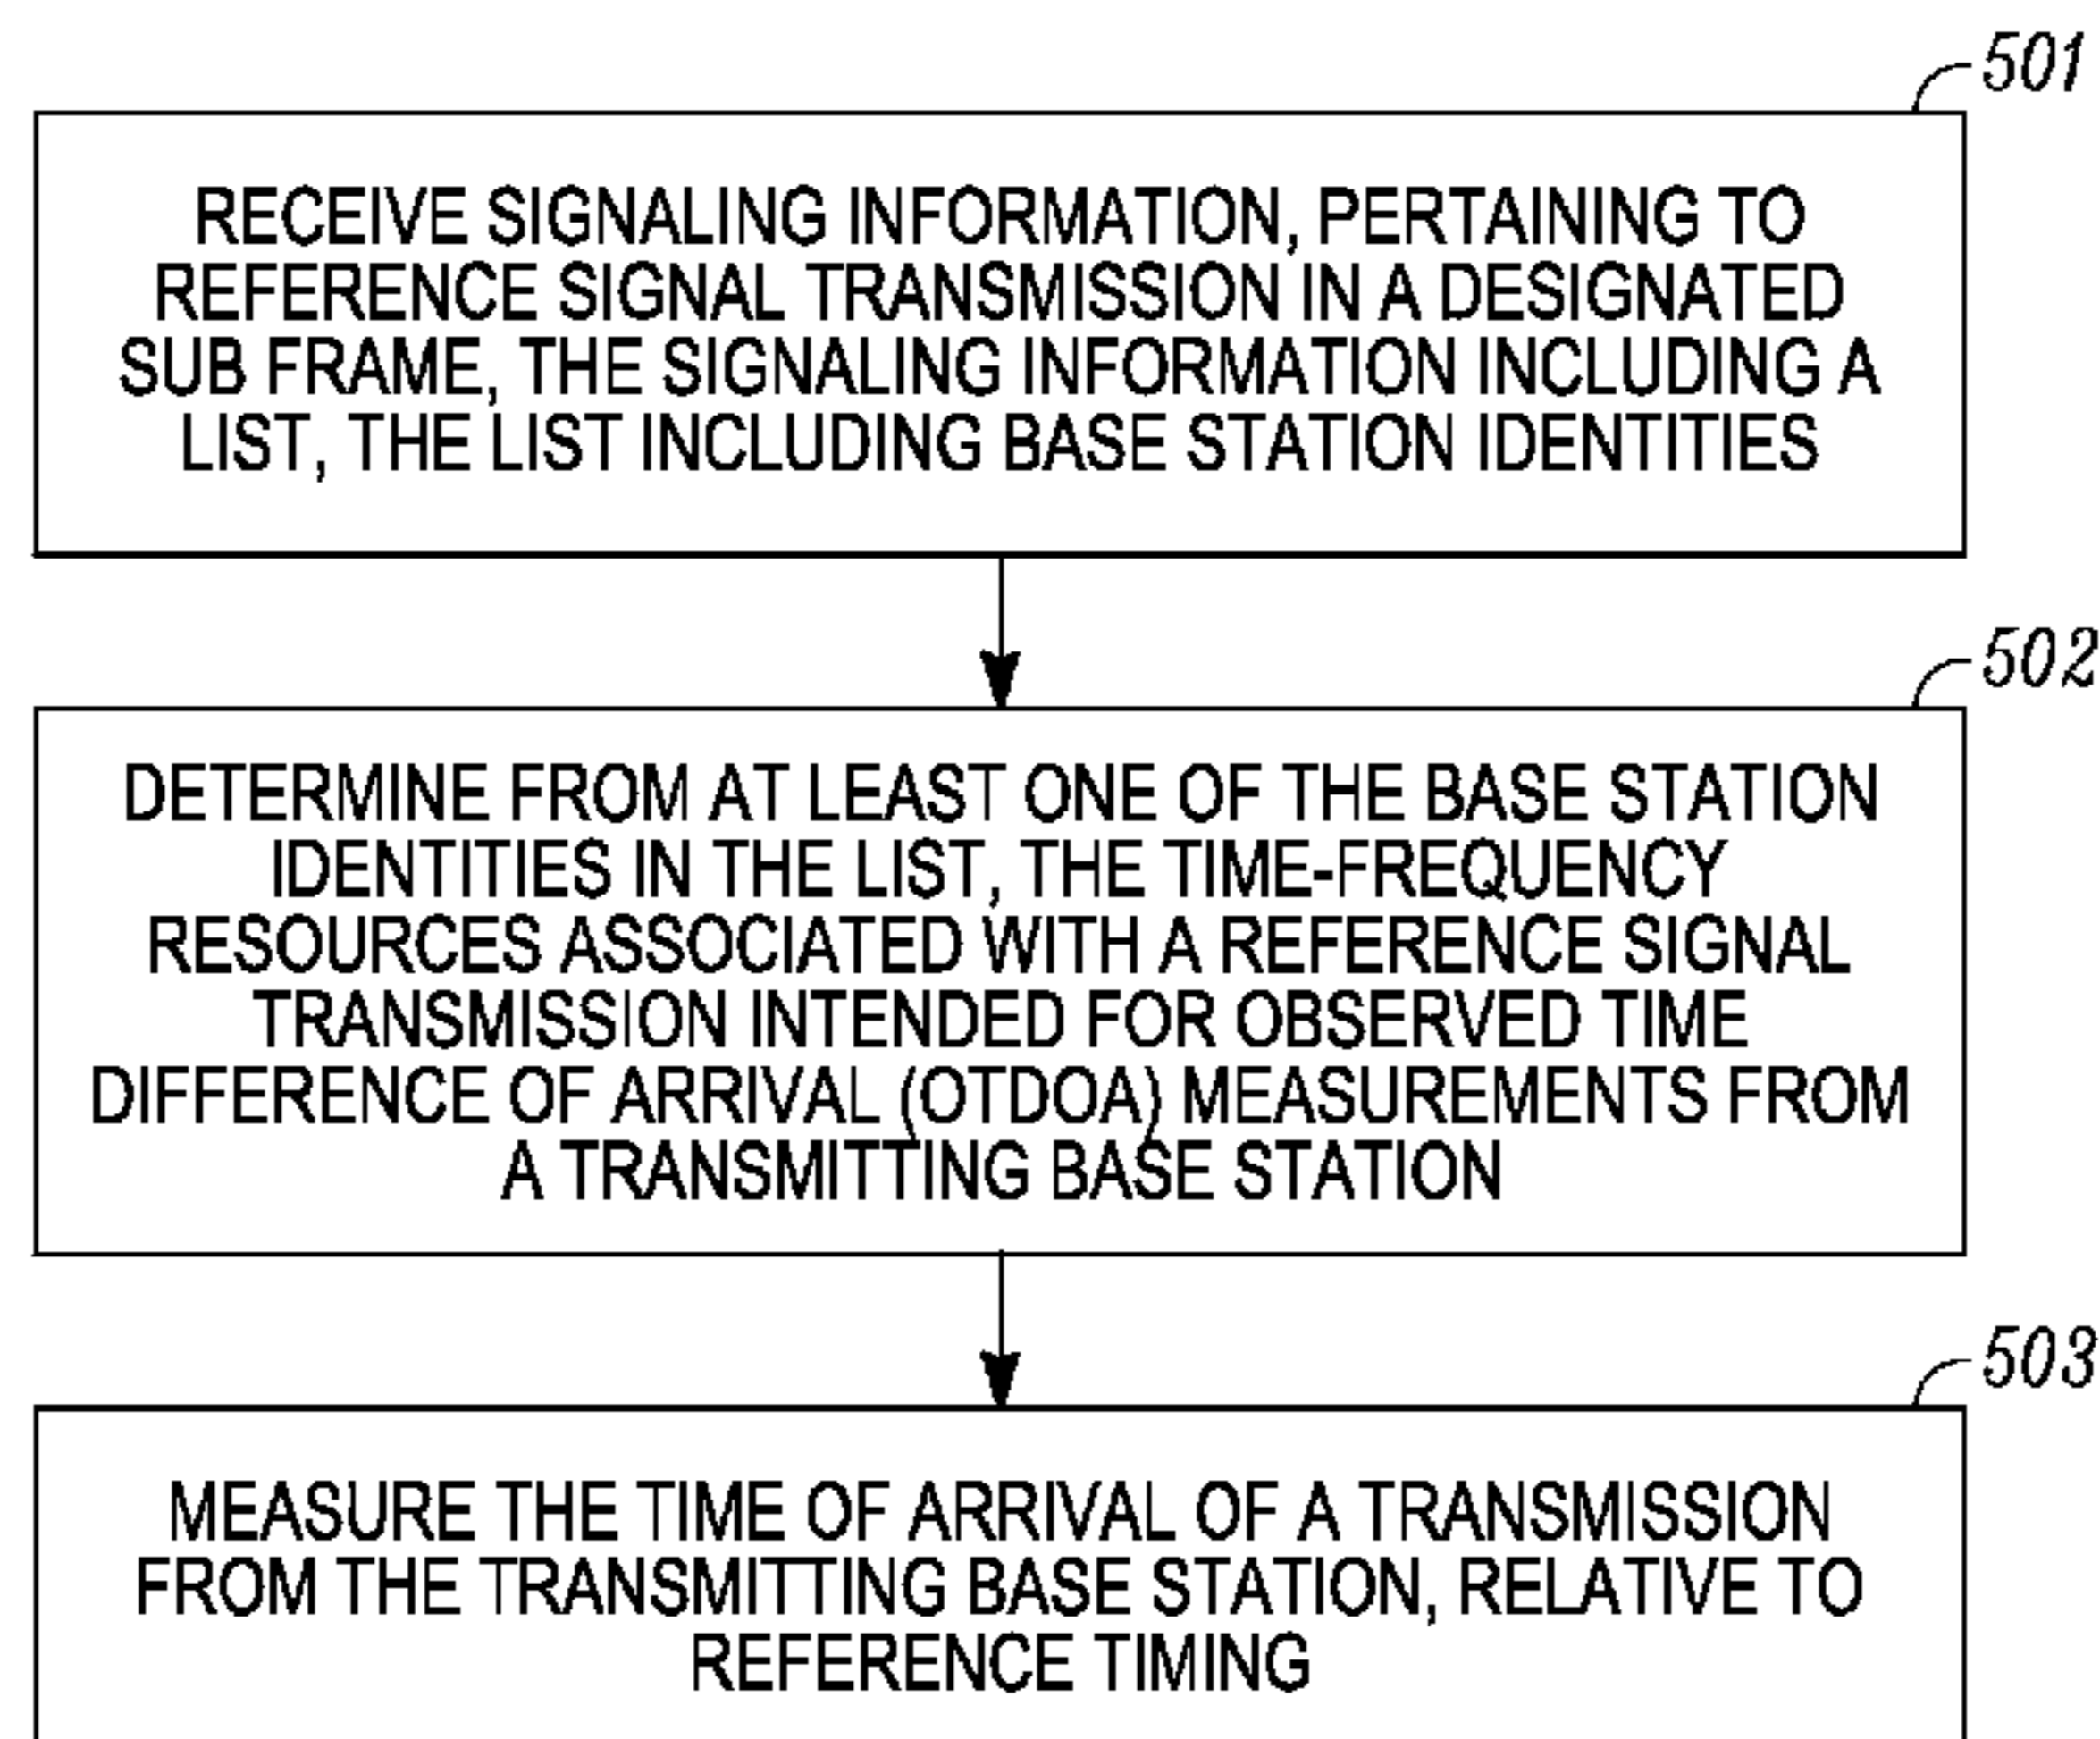 501
RECEIVE SIGNALING INFORMATION, PERTAINING TO
REFERENCE SIGNAL TRANSMISSION IN A DESIGNATED
SUB FRAME, THE SIGNALING INFORMATION INCLUDING A
LIST, THE LIST INCLUDING BASE STATION IDENTITIES
502
DETERMINE FROM AT LEAST ONE OF THE BASE STATION
IDENTITIES IN THE LIST, THE TIME-FREQUENCY
RESOURCES ASSOCIATED WITH A REFERENCE SIGNAL
TRANSMISSION INTENDED FOR OBSERVED TIME
DIFFERENCE OF ARRIVAL (OTDOA) MEASUREMENTS FROM
A TRANSMITTING BASE STATION
503
MEASURE THE TIME OF ARRIVAL OF A TRANSMISSION
FROM THE TRANSMITTING BASE STATION, RELATIVE TO
REFERENCE TIMING